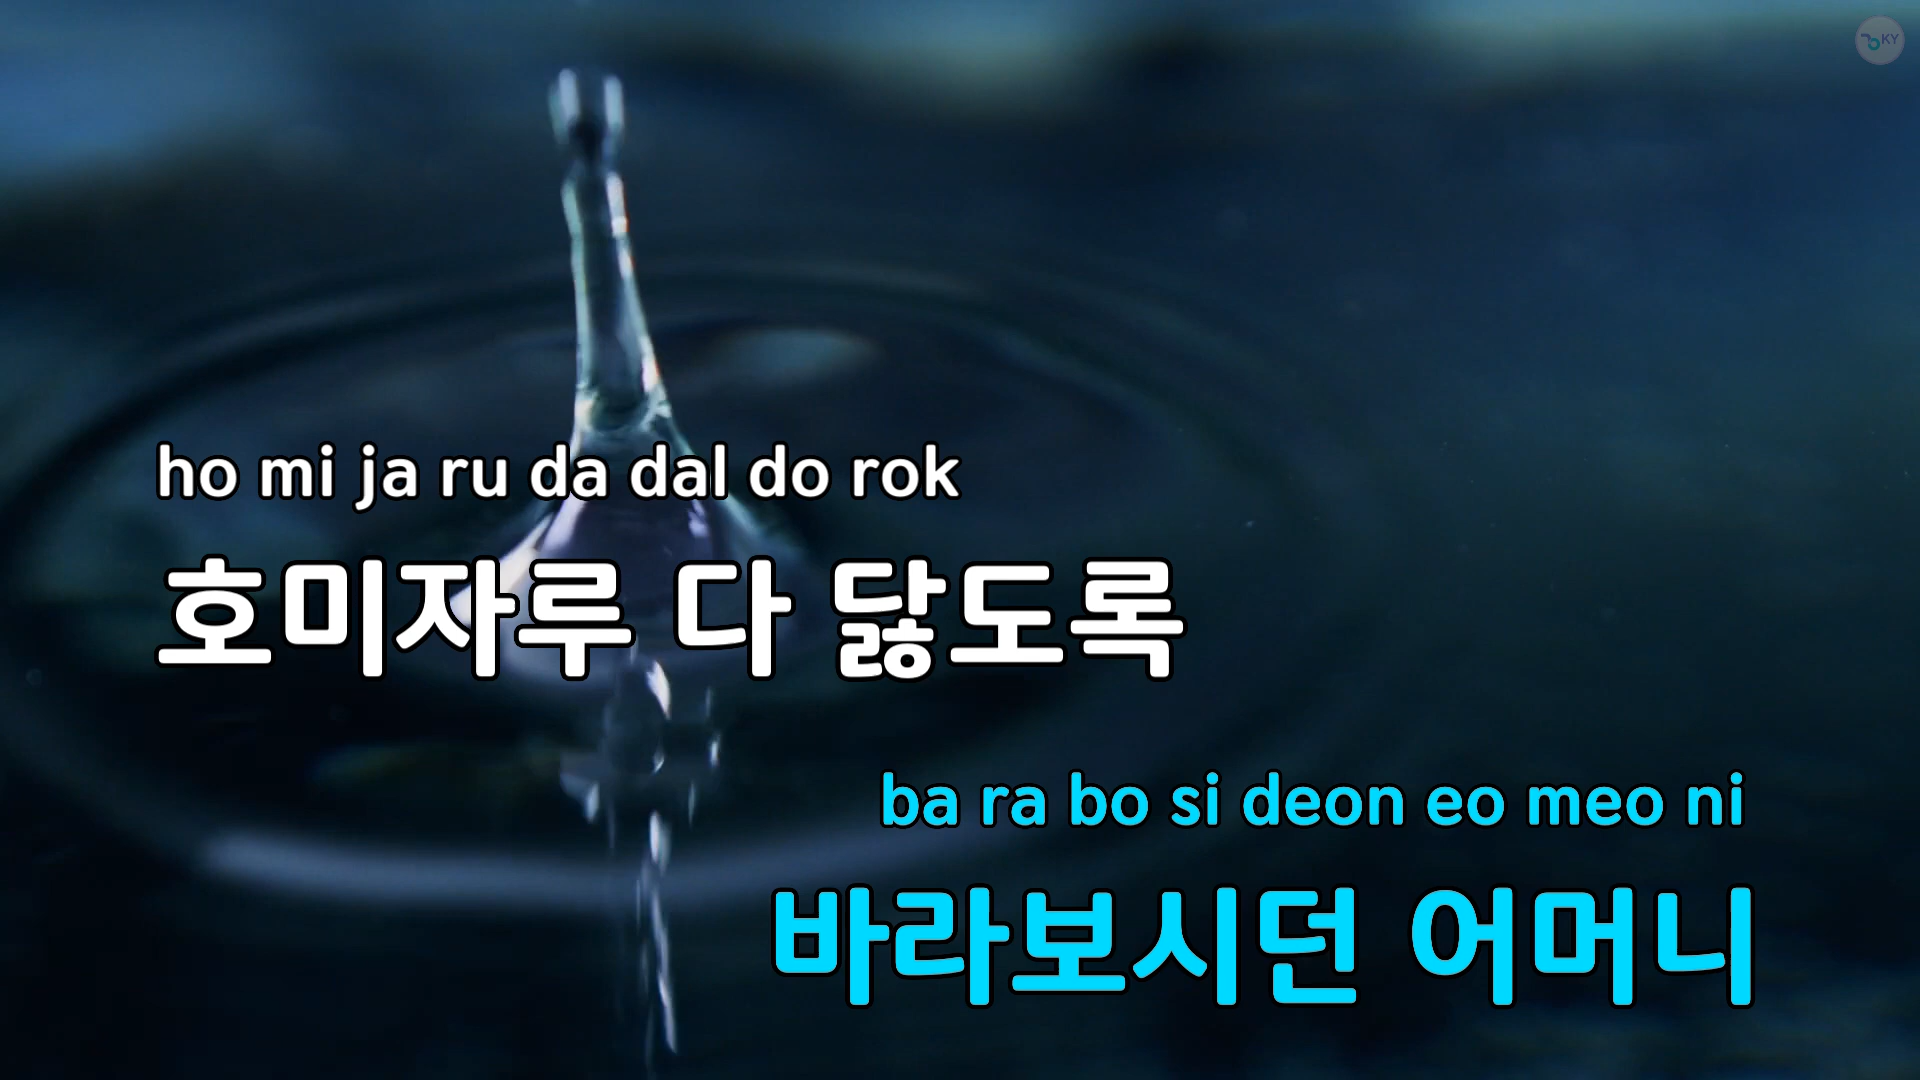 KY
ho mi ja ru da dal do rok
호미자루 다 닳도록
ba ra bo si deon eo meo ni
바라보시던 어머니